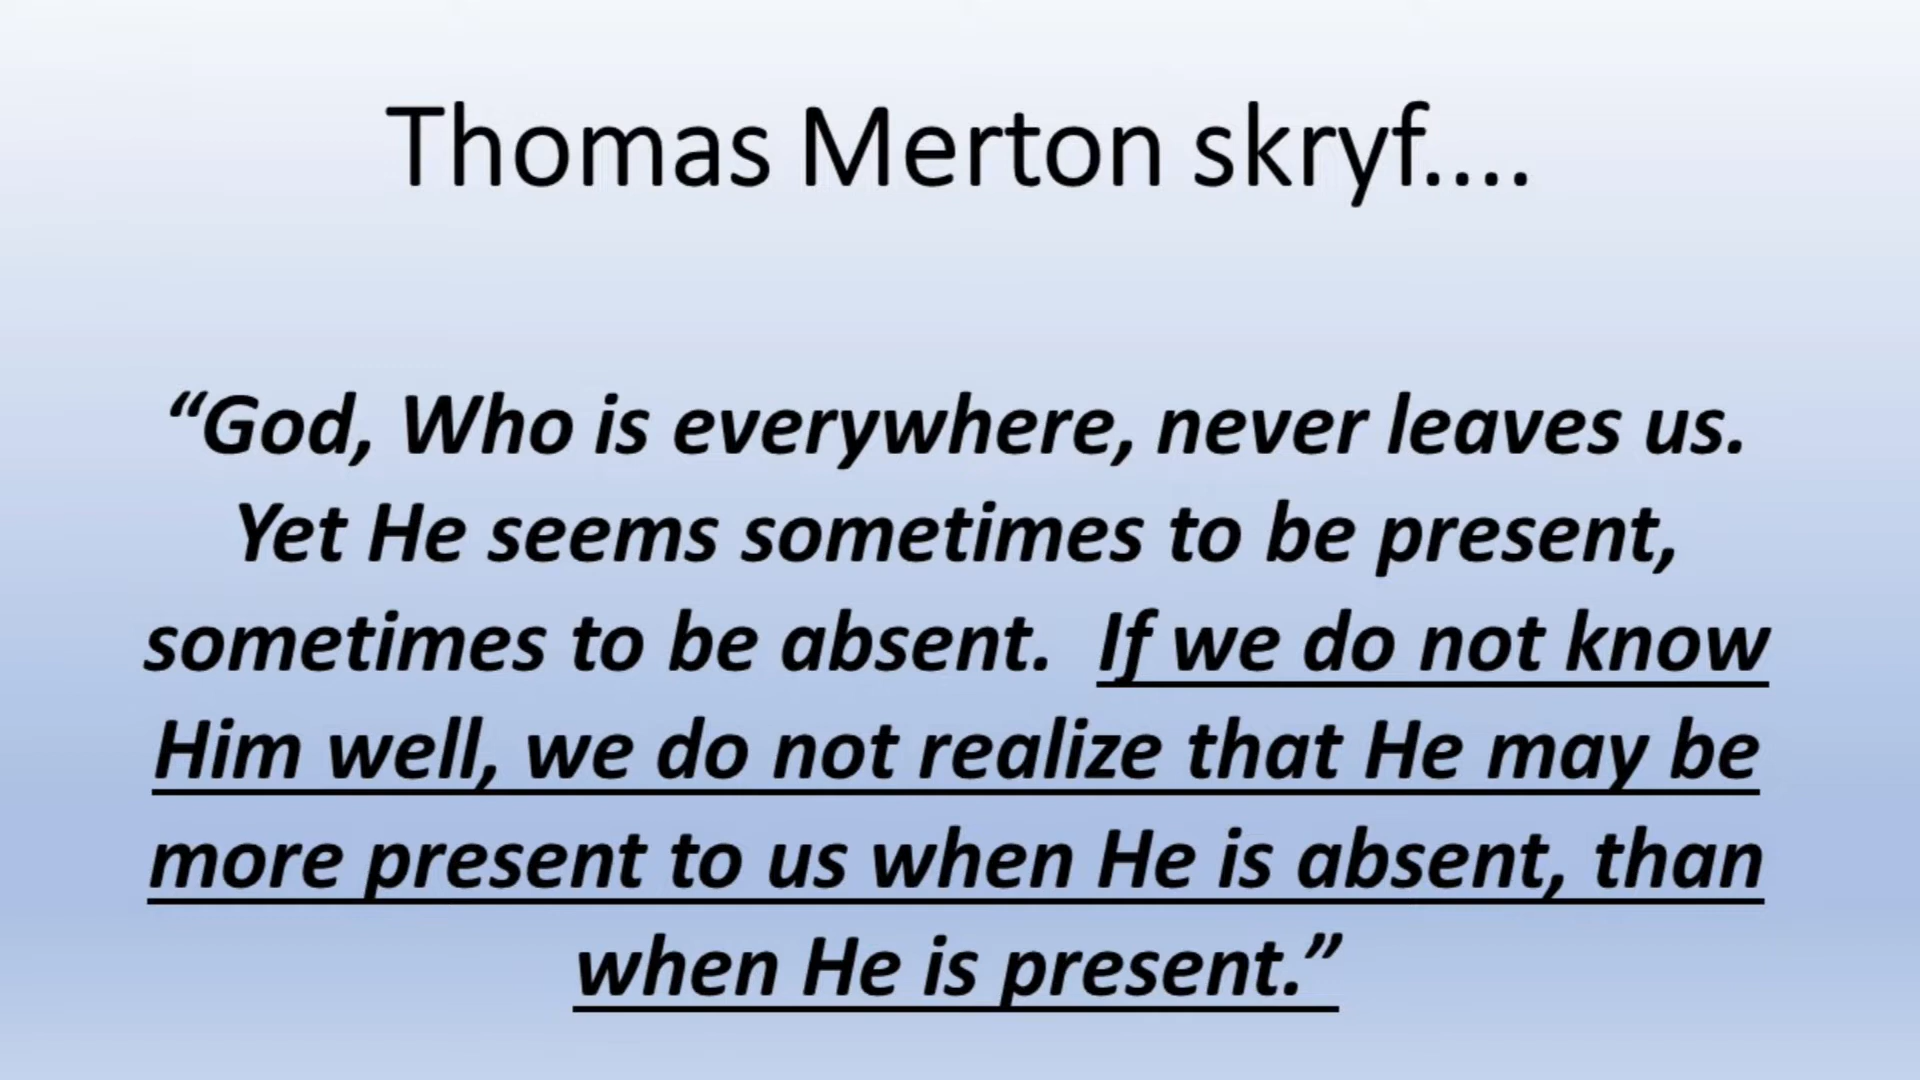 Thomas Merton skryf....
“God, Who is everywhere, never leaves us.
Yet He seems sometimes to be present,
sometimes to be absent.  If we do not know
Him well, we do not realize that He may be
more present to us when He is absent, than
when He is present.”